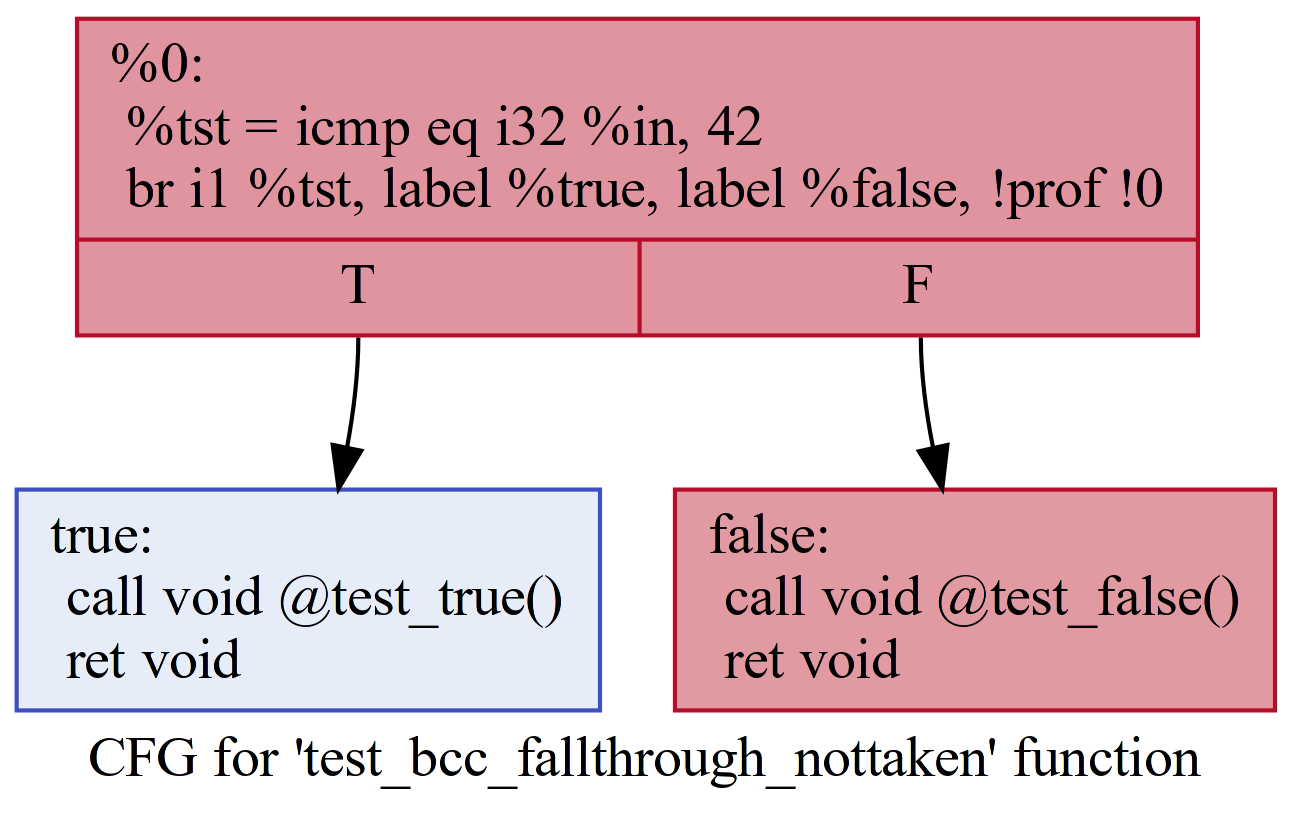 %0:
%tst = icmp eq i32 %in, 42
br i1 %tst, label %true, label %false, !prof !0
T
F
true:
call void @test_true()
ret void
false:
call void @test_false()
ret void
CFG for 'test_bcc_fallthrough_nottaken' function